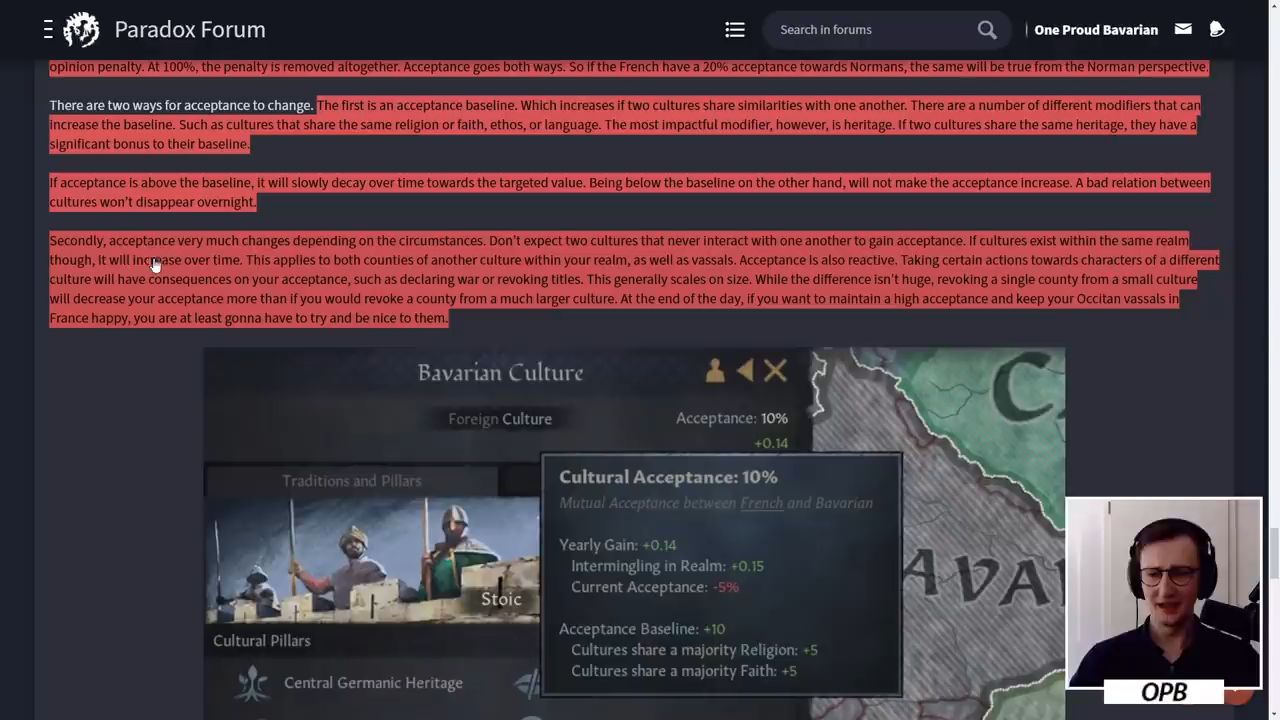 Paradox Forum
Search in forums
One Proud Bavarian
opinion penalty. At 100%, the penalty is removed altogether. Acceptance goes both ways. So if the French have a 20% acceptance towards Normans, the same will be true from the Norman perspective.
There are two ways for acceptance to change. The first is an acceptance baseline. Which increases if two cultures share similarities with one another. There are a number of different modifiers that can
increase the baseline. Such as cultures that share the same religion or faith, ethos, or language. The most impactful modifier, however, is heritage. If two cultures share the same heritage, they have a
significant bonus to their baseline.
If acceptance is above the baseline, it will slowly decay over time towards the targeted value. Being below the baseline on the other hand, will not make the acceptance increase. A bad relation between
cultures won't disappear overnight.
Secondly, acceptance very much changes depending on the circumstances. Don't expect two cultures that never interact with one another to gain acceptance. If cultures exist within the same realm
though, it will increase over time. This applies to both counties of another culture within your realm, as well as vassals. Acceptance is also reactive. Taking certain actions towards characters of a different
culture will have consequences on your acceptance, such as declaring war or revoking titles. This generally scales on size. While the difference isn't huge, revoking a single county from a small culture
will decrease your acceptance more than if you would revoke a county from a much larger culture. At the end of the day, if you want to maintain a high acceptance and keep your Occitan vassals in
France happy, you are at least gonna have to try and be nice to them.
Bavarian Culture
Foreign Culture
Acceptance: 10%
+0.14
Traditions and Pillars
Cultural Acceptance: 10%
Mutual Acceptance between French and Bavarian
Yearly Gain: +0.14
Intermingling in Realm: +0.15
Current Acceptance: -5%
Acceptance Baseline: +10
Cultures share a majority Religion: +5
Cultures share a majority Faith: +5
Stoic
Cultural Pillars
Central Germanic Heritage
C
AVA
OPB